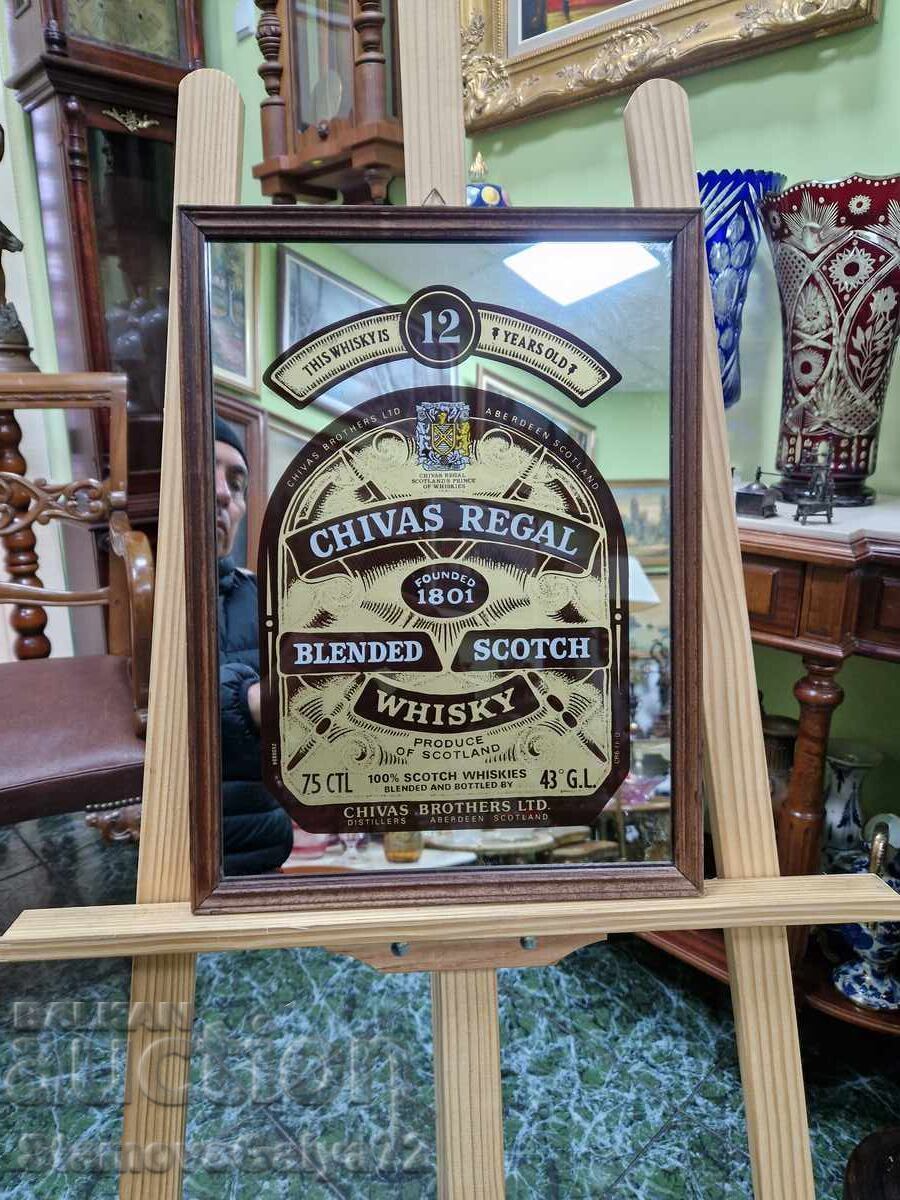 THIS WHISKY IS 12 YEARS OLD
CHIVAS BROTHERS LTD ABERDEEN SCOTLAND
CHIVAS REGAL
SCOTLAND'S PRINCE
OF WHISKIES
CHIVAS REGAL
FOUNDED
1801
BLENDED SCOTCH
WHISKY
PRODUCE
OF SCOTLAND
75 CTL 100% SCOTCH WHISKIES 43° G.L.
BLENDED AND BOTTLED BY
CHIVAS BROTHERS LTD.
DISTILLERS ABERDEEN SCOTLAND
BALKAN
auction